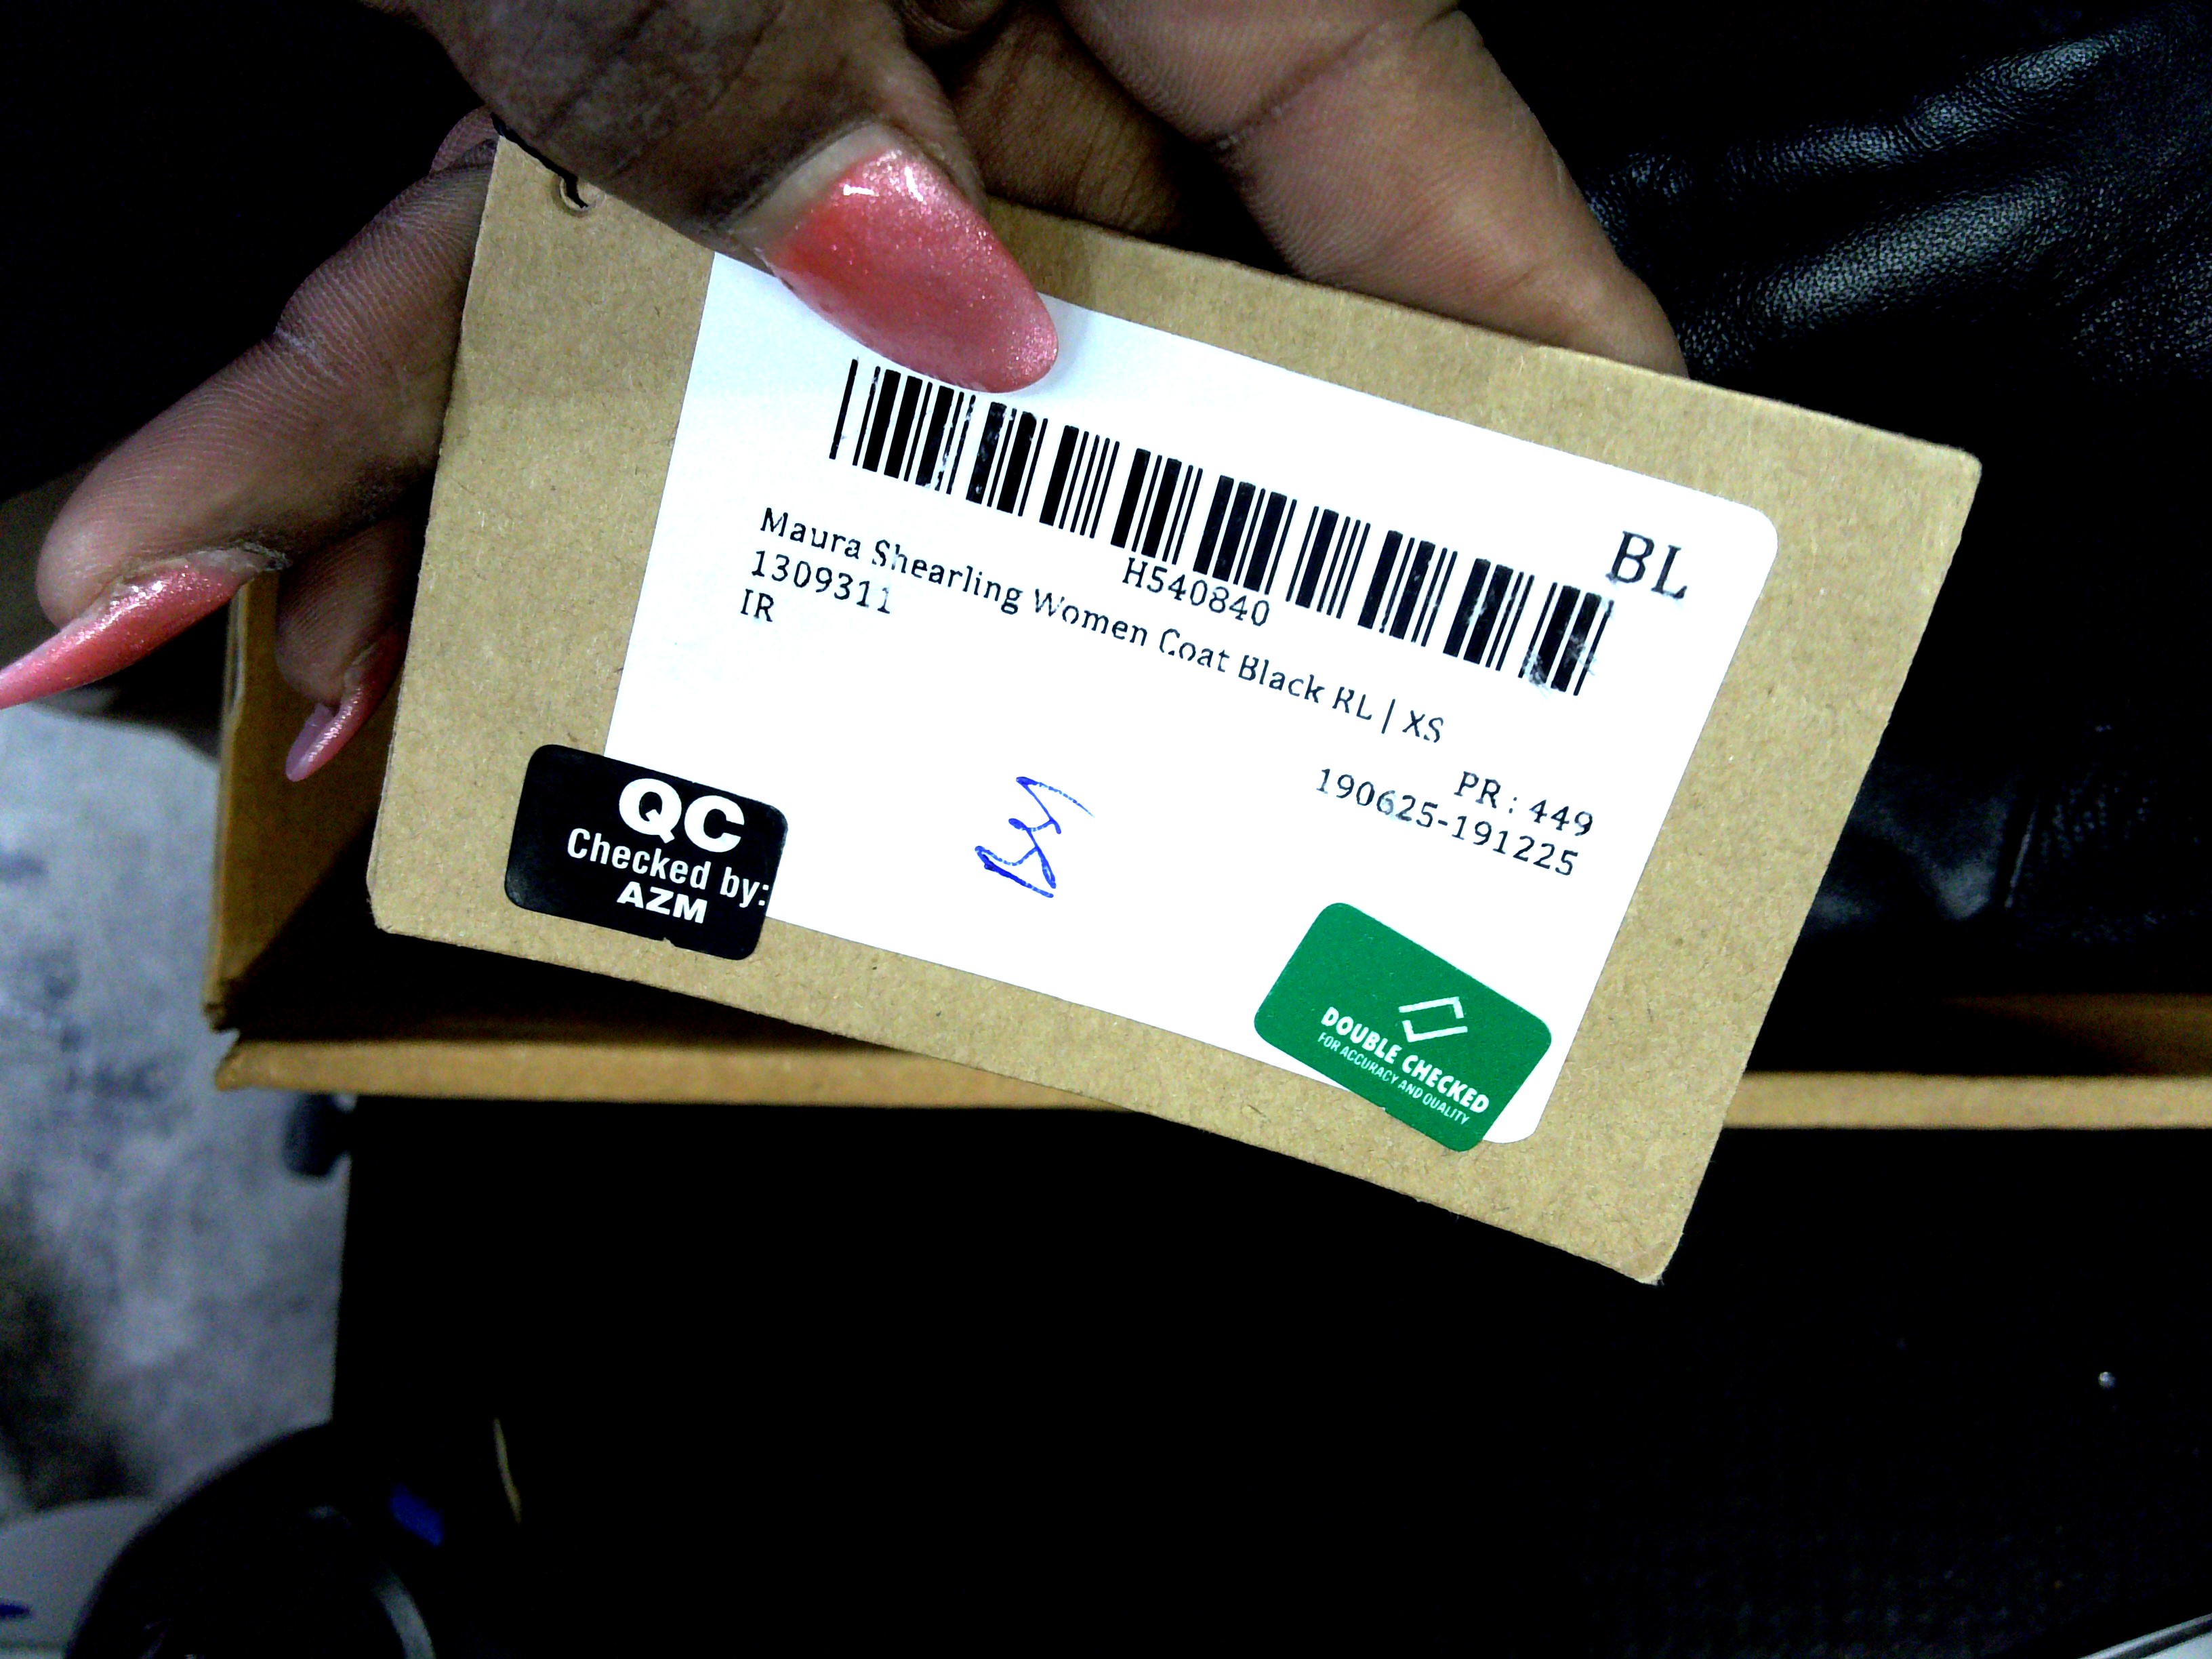 BL
H540840
Maura Shearling Women Coat Black RL | XS
1309311
IR
PR : 449
190625-191225
QC
Checked by:
AZM
DOUBLE CHECKED
FOR ACCURACY AND QUALITY